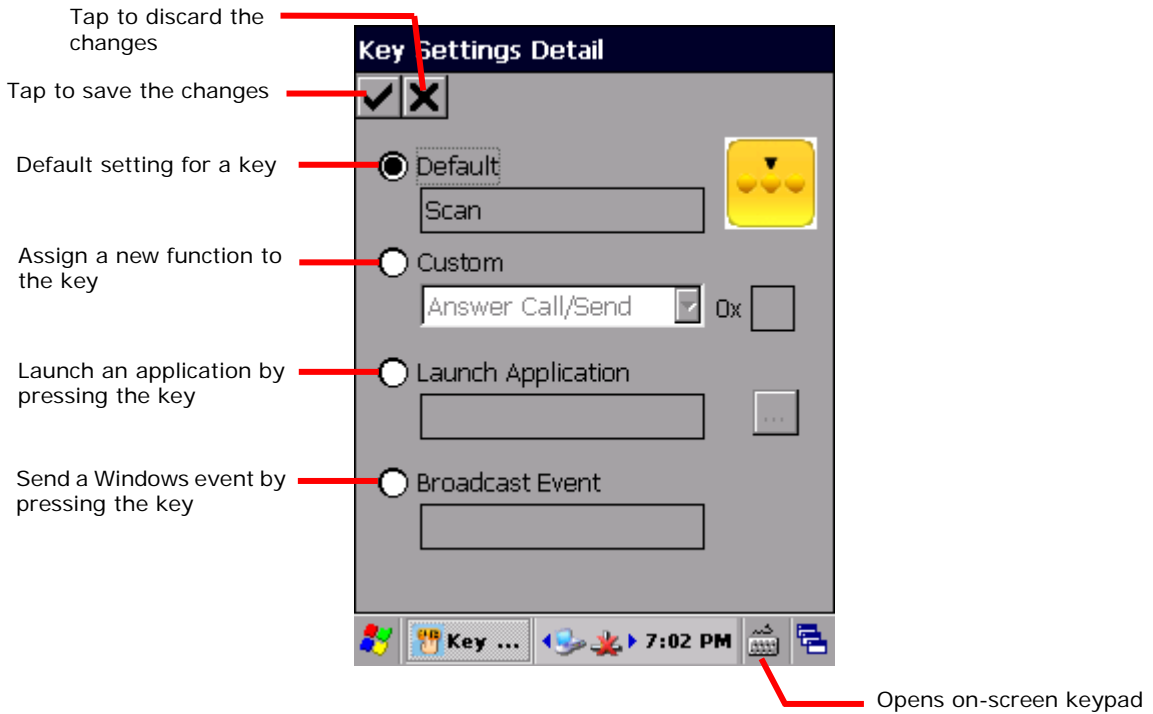 Tap to discard the
changes
Tap to save the changes
Default setting for a key
Assign a new function to
the key
Launch an application by
pressing the key
Send a Windows event by
pressing the key
Key Settings Detail
Default
Scan
Custom
Answer Call/Send
0x
Launch Application
...
Broadcast Event
Key ...
7:02 PM
Opens on-screen keypad